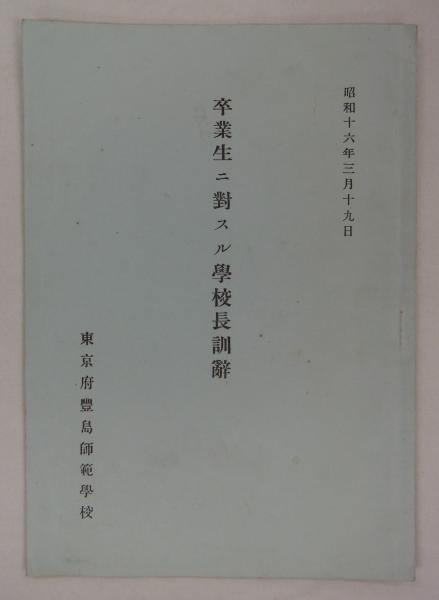 昭和十六年三月十九日
卒業生ニ對スル學校長訓辭
東京府豐島師範學校